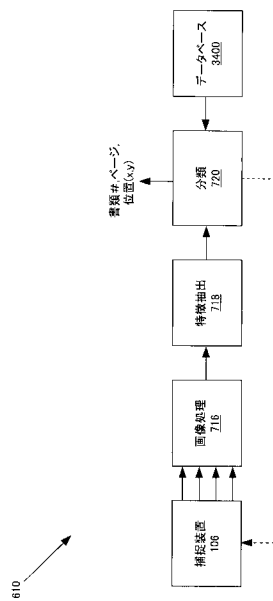 610
捕捉装置
106
画像処理
716
特徴抽出
718
分類
720
書類#,ページ,
位置(x,y)
データベース
3400